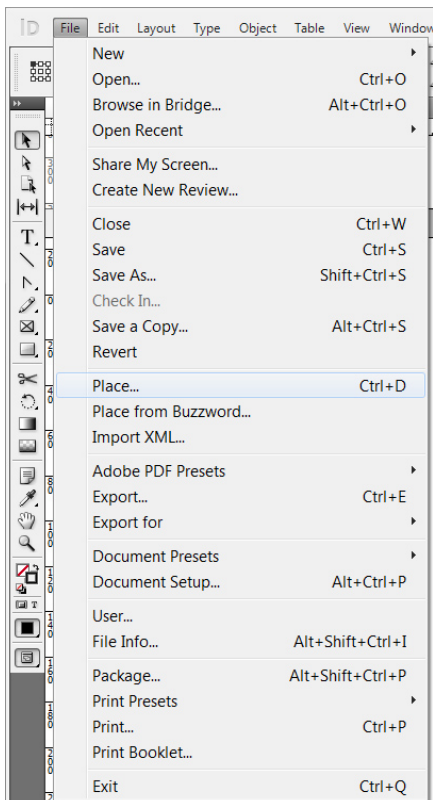 ID File Edit Layout Type Object Table View Window
New
Open... Ctrl+O
Browse in Bridge... Alt+Ctrl+O
Open Recent
Share My Screen...
Create New Review...
Close Ctrl+W
Save Ctrl+S
Save As... Shift+Ctrl+S
Check In...
Save a Copy... Alt+Ctrl+S
Revert
Place... Ctrl+D
Place from Buzzword...
Import XML...
Adobe PDF Presets
Export... Ctrl+E
Export for
Document Presets
Document Setup... Alt+Ctrl+P
User...
File Info... Alt+Shift+Ctrl+I
Package... Alt+Shift+Ctrl+P
Print Presets
Print... Ctrl+P
Print Booklet...
Exit Ctrl+Q